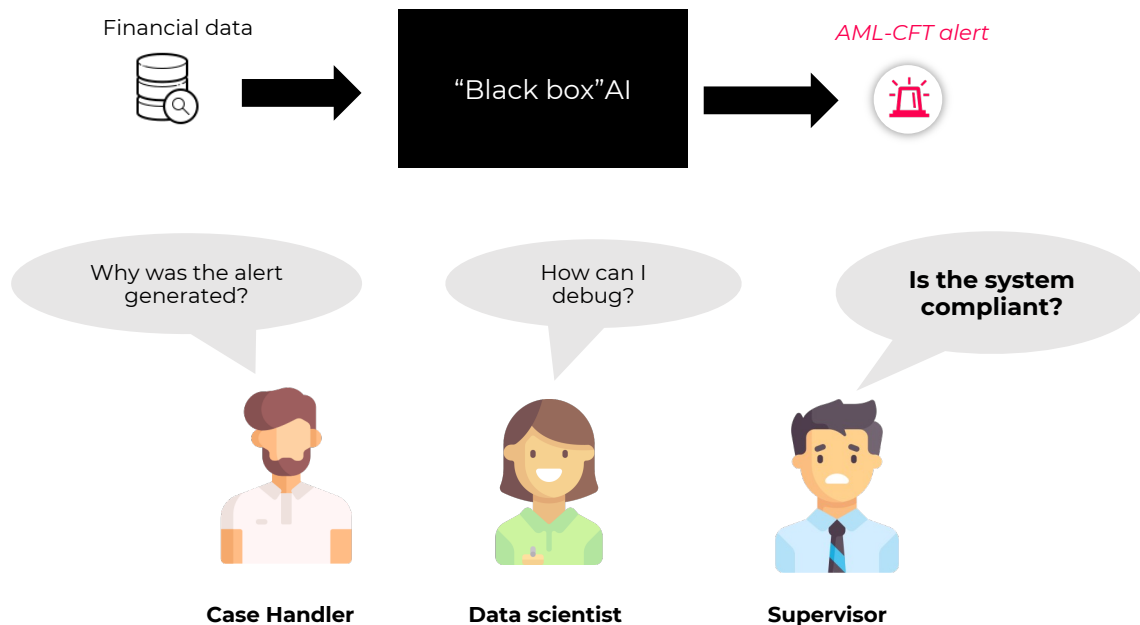 Financial data
AML-CFT alert
“Black box”AI
Why was the alert
generated?
How can I
debug?
Is the system
compliant?
Case Handler
Data scientist
Supervisor